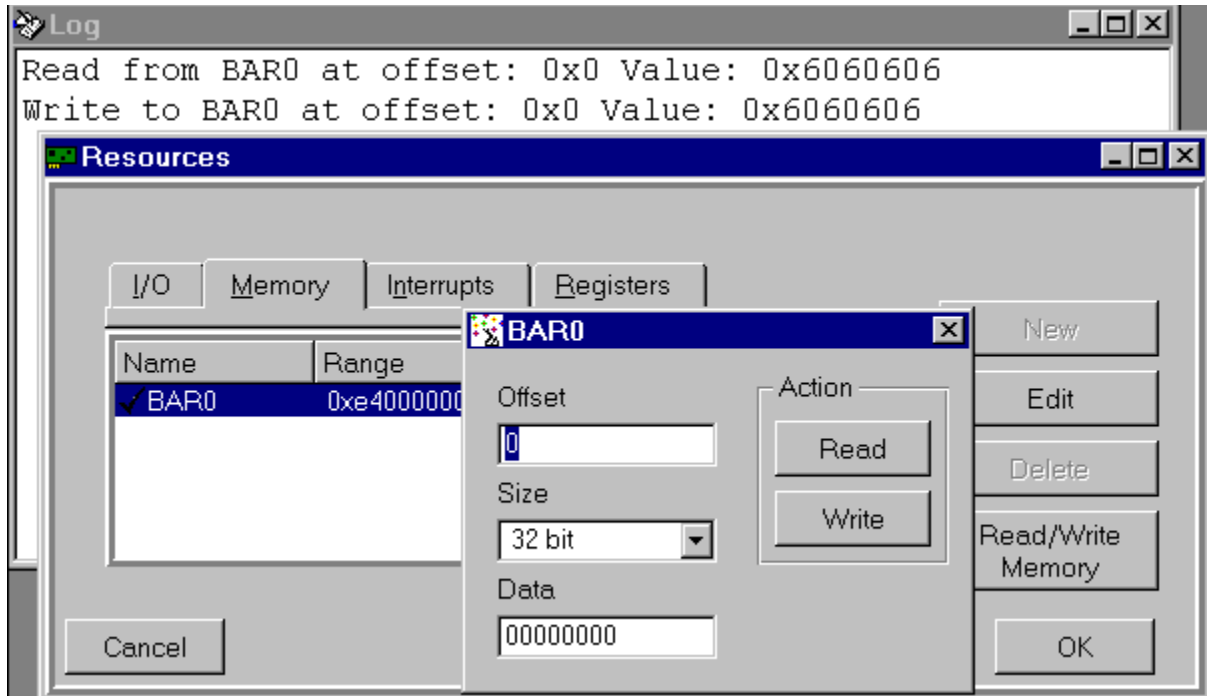 Log
Read from BAR0 at offset: 0x0 Value: 0x6060606
Write to BAR0 at offset: 0x0 Value: 0x6060606
Resources
I/O Memory Interrupts Registers
Name Range
BAR0 0xe4000000
BAR0
Offset
0
Size
32 bit
Data
00000000
Action
Read
Write
New
Edit
Delete
Read/Write
Memory
Cancel
OK